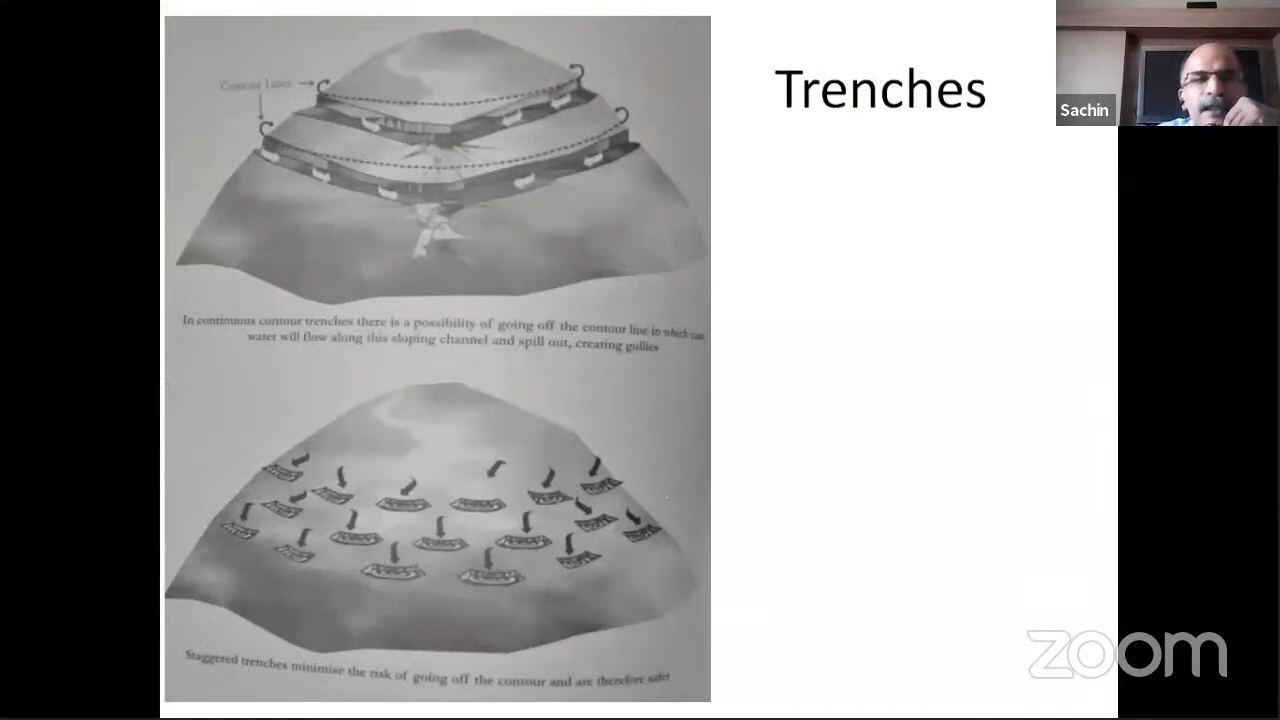 Trenches
Sachin
Contour Lines
In continuous contour trenches there is a possibility of going off the contour line in which case
water will flow along this sloping channel and spill out, creating gullies
Staggered trenches minimise the risk of going off the contour and are therefore safer
zoom